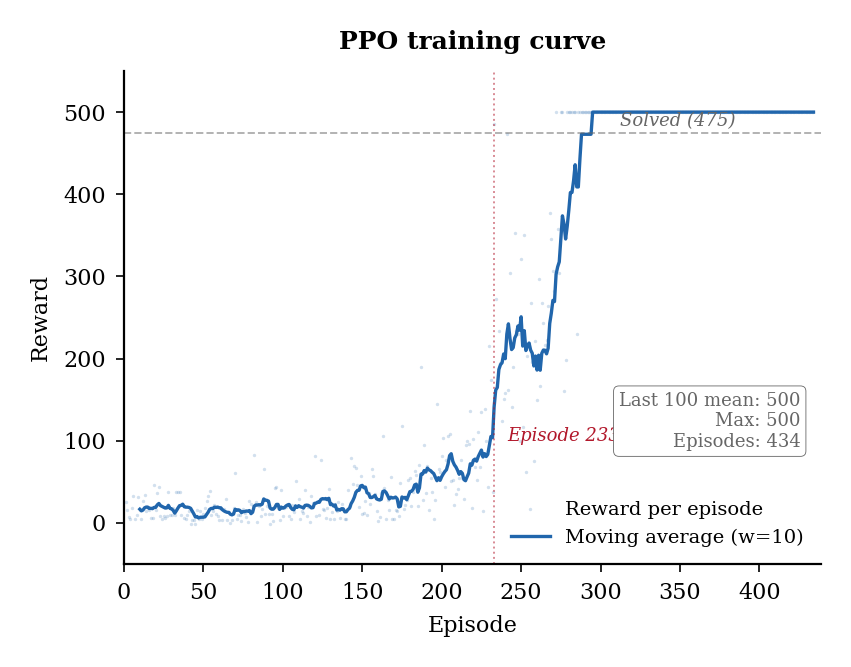 PPO training curve
500
400
300
200
100
0
Reward
Solved (475)
Episode 233
Last 100 mean: 500
Max: 500
Episodes: 434
Reward per episode
Moving average (w=10)
0 50 100 150 200 250 300 350 400
Episode